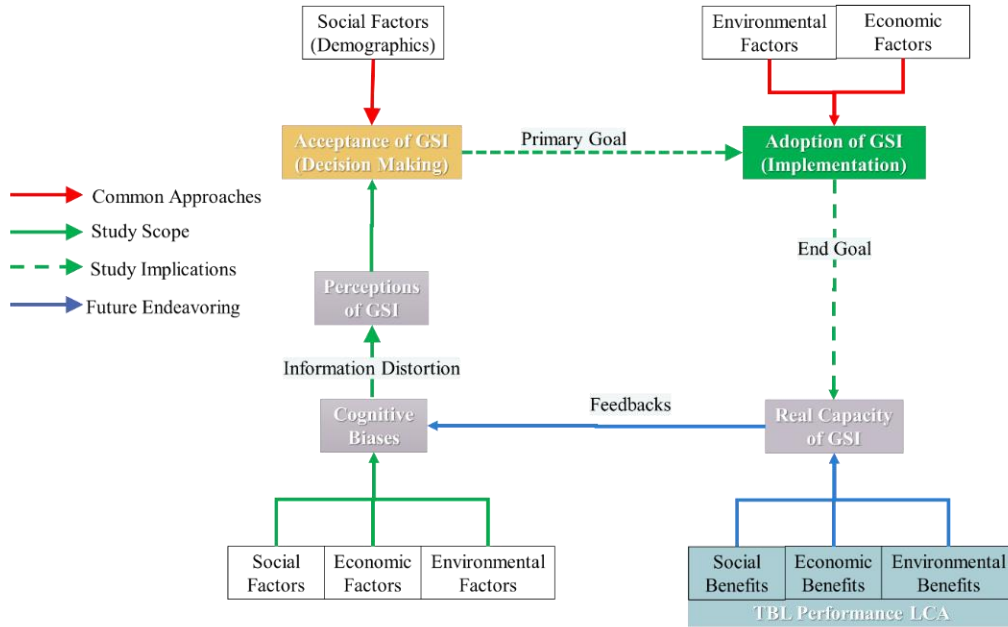 Social Factors
(Demographics)
Environmental
Factors
Economic
Factors
Acceptance of GSI
(Decision Making)
Primary Goal
Adoption of GSI
(Implementation)
Common Approaches
Study Scope
Study Implications
Future Endeavoring
End Goal
Perceptions
of GSI
Information Distortion
Cognitive
Biases
Feedbacks
Real Capacity
of GSI
Social
Factors
Economic
Factors
Environmental
Factors
Social
Benefits
Economic
Benefits
Environmental
Benefits
TBL Performance LCA